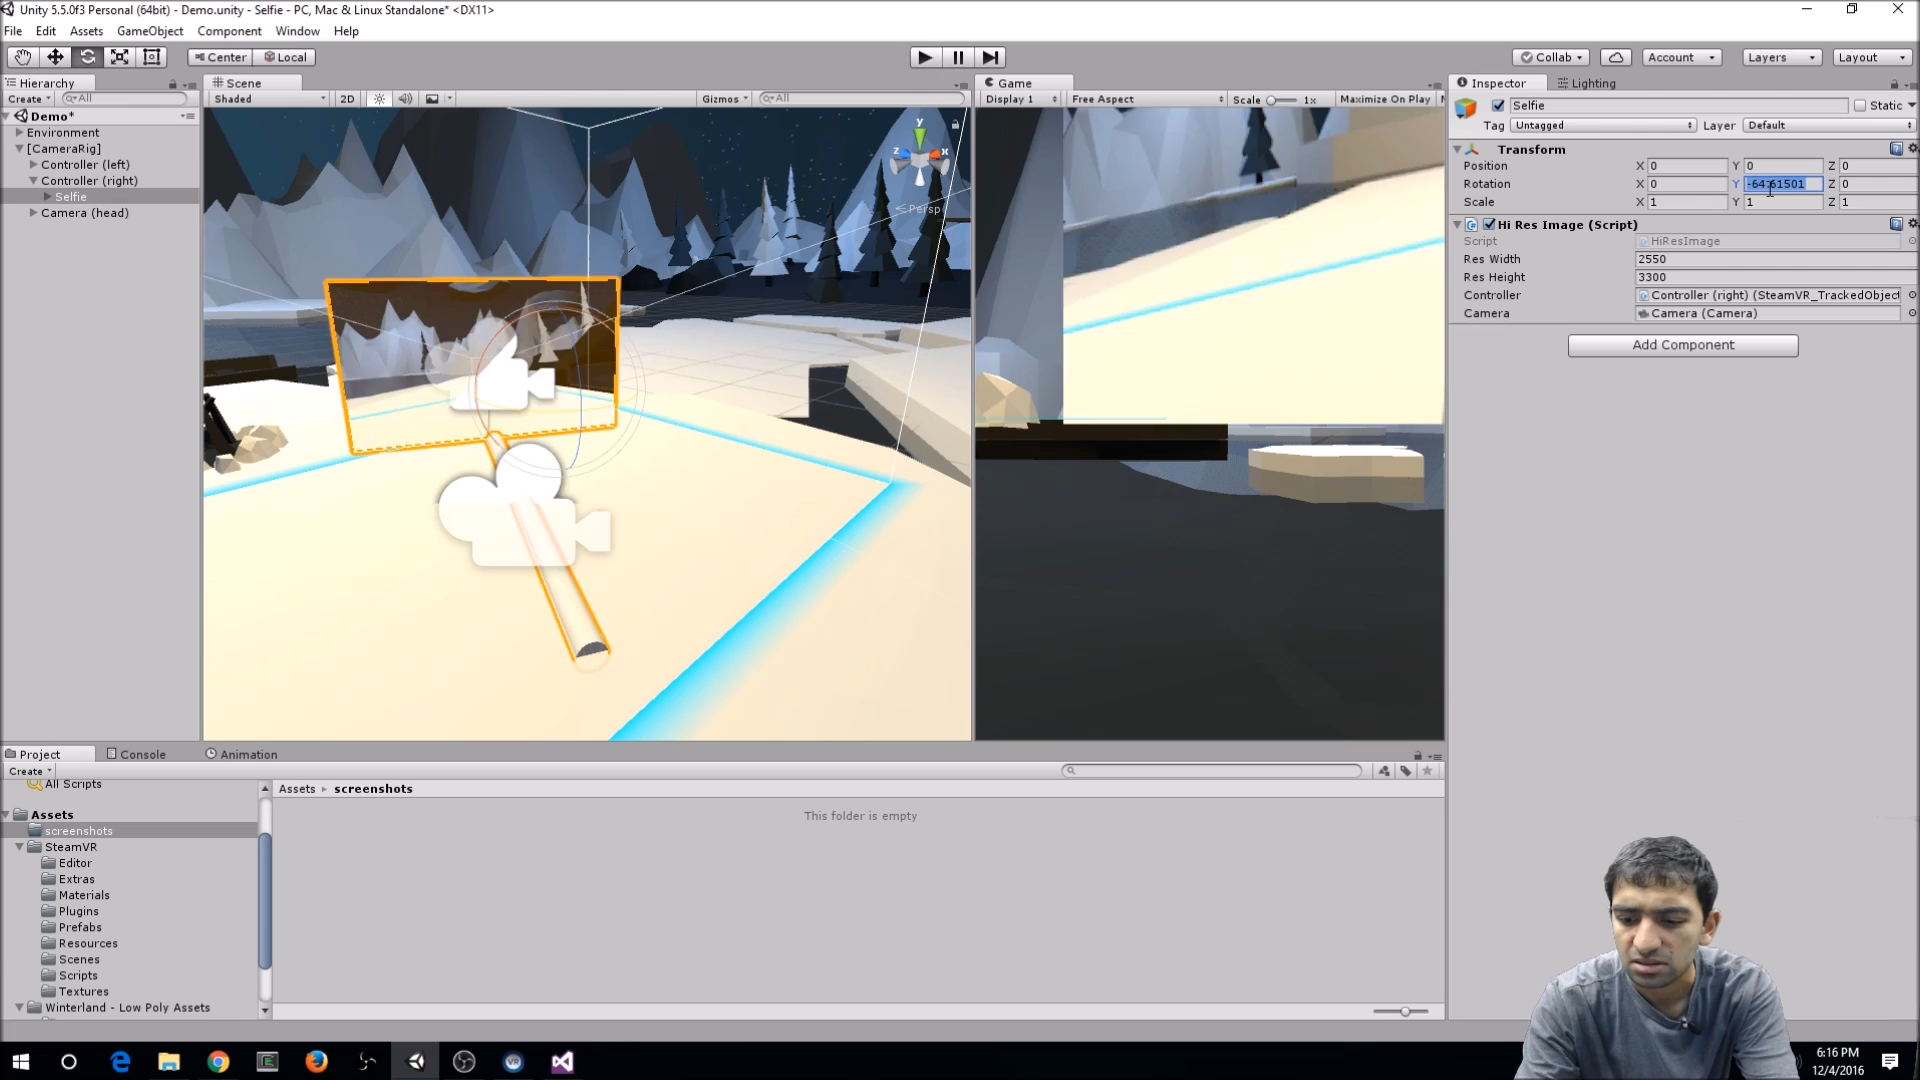 Unity 5.5.0f3 Personal (64bit) - Demo.unity - Selfie - PC, Mac & Linux Standalone* <DX11>
File Edit Assets GameObject Component Window Help
Center Local Collab Account Layers Layout
Hierarchy
Create All
Demo*
Environment
[CameraRig]
Controller (left)
Controller (right)
Selfie
Camera (head)
Scene
Shaded 2D Gizmos All
y
z x
Persp
Game
Display 1 Free Aspect Scale 1x Maximize On Play
Inspector Lighting
Selfie Static
Tag Untagged Layer Default
Transform
Position X 0 Y 0 Z 0
Rotation X 0 Y -64.61501 Z 0
Scale X 1 Y 1 Z 1
Hi Res Image (Script)
Script HiResImage
Res Width 2550
Res Height 3300
Controller Controller (right) (SteamVR_TrackedObject
Camera Camera (Camera)
Add Component
Project Console Animation
Create
All Scripts
Assets
screenshots
SteamVR
Editor
Extras
Materials
Plugins
Prefabs
Resources
Scenes
Scripts
Textures
Winterland - Low Poly Assets
Assets screenshots
This folder is empty
6:16 PM
12/4/2016